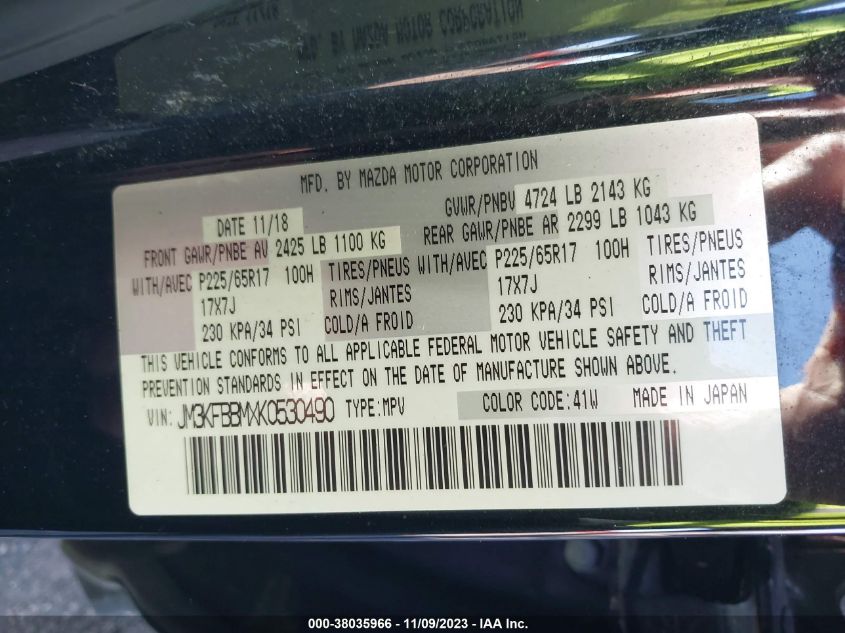 MFD. BY MAZDA MOTOR CORPORATION
DATE 11/18
GVWR/PNBV 4724 LB 2143 KG
FRONT GAWR/PNBE AV 2425 LB 1100 KG
REAR GAWR/PNBE AR 2299 LB 1043 KG
WITH/AVEC P225/65R17 100H TIRES/PNEUS
WITH/AVEC P225/65R17 100H TIRES/PNEUS
17X7J RIMS/JANTES
17X7J RIMS/JANTES
230 KPA/34 PSI COLD/A FROID
230 KPA/34 PSI COLD/A FROID
THIS VEHICLE CONFORMS TO ALL APPLICABLE FEDERAL MOTOR VEHICLE SAFETY AND THEFT
PREVENTION STANDARDS IN EFFECT ON THE DATE OF MANUFACTURE SHOWN ABOVE.
VIN: JM3KFBBMXK0530490 TYPE:MPV COLOR CODE:41W MADE IN JAPAN
000-38035966 - 11/09/2023 - IAA Inc.